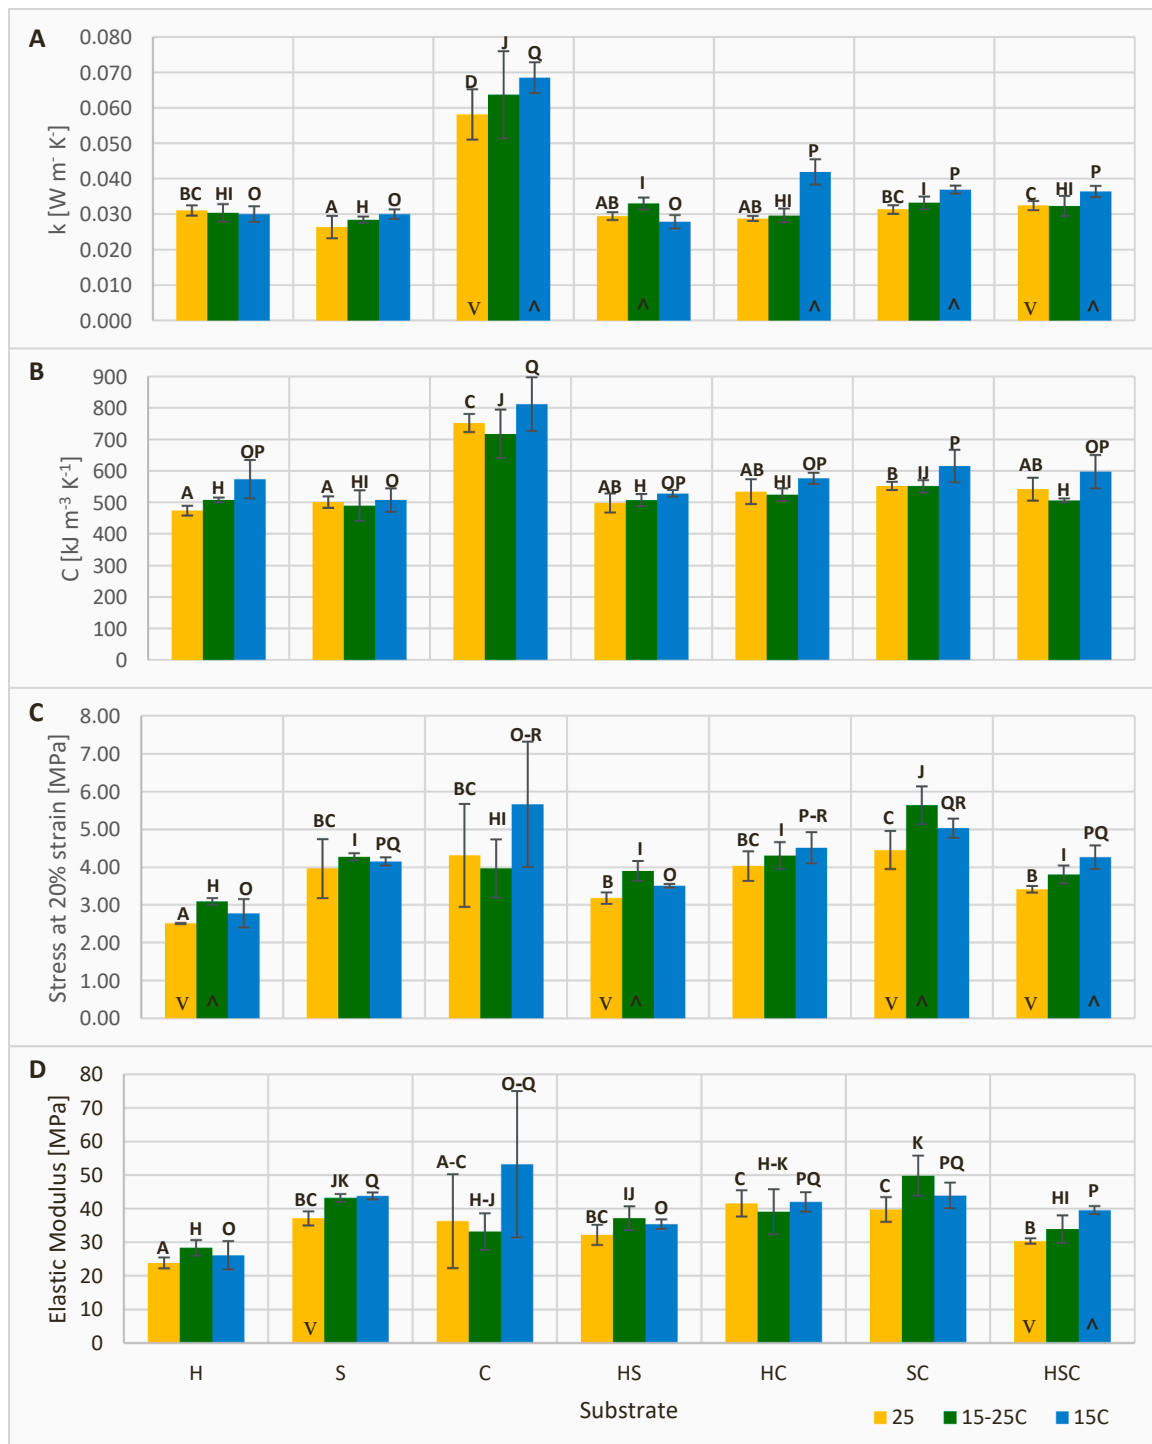 A
k [W m- K-]
0.080
0.070
0.060
0.050
0.040
0.030
0.020
0.010
0.000
BC HI O
A H O
D J Q
AB I O
AB HI P
BC I P
C HI P
V ^ ^ ^ ^ V ^
B
C [kJ m-3 K-1]
900
800
700
600
500
400
300
200
100
0
A H OP
A HI O
C J Q
AB H OP
AB HI OP
B IJ P
AB H OP
C
Stress at 20% strain [MPa]
8.00
7.00
6.00
5.00
4.00
3.00
2.00
1.00
0.00
A H O
BC I PQ
BC HI O-R
B I O
BC I P-R
C J QR
B I PQ
V ^ V ^ V ^ V ^
D
Elastic Modulus [MPa]
80
70
60
50
40
30
20
10
0
A H O
BC JK Q
A-C H-J O-Q
BC IJ O
C H-K PQ
C K PQ
B HI P
V V ^
H S C HS HC SC HSC
Substrate
25 15-25C 15C